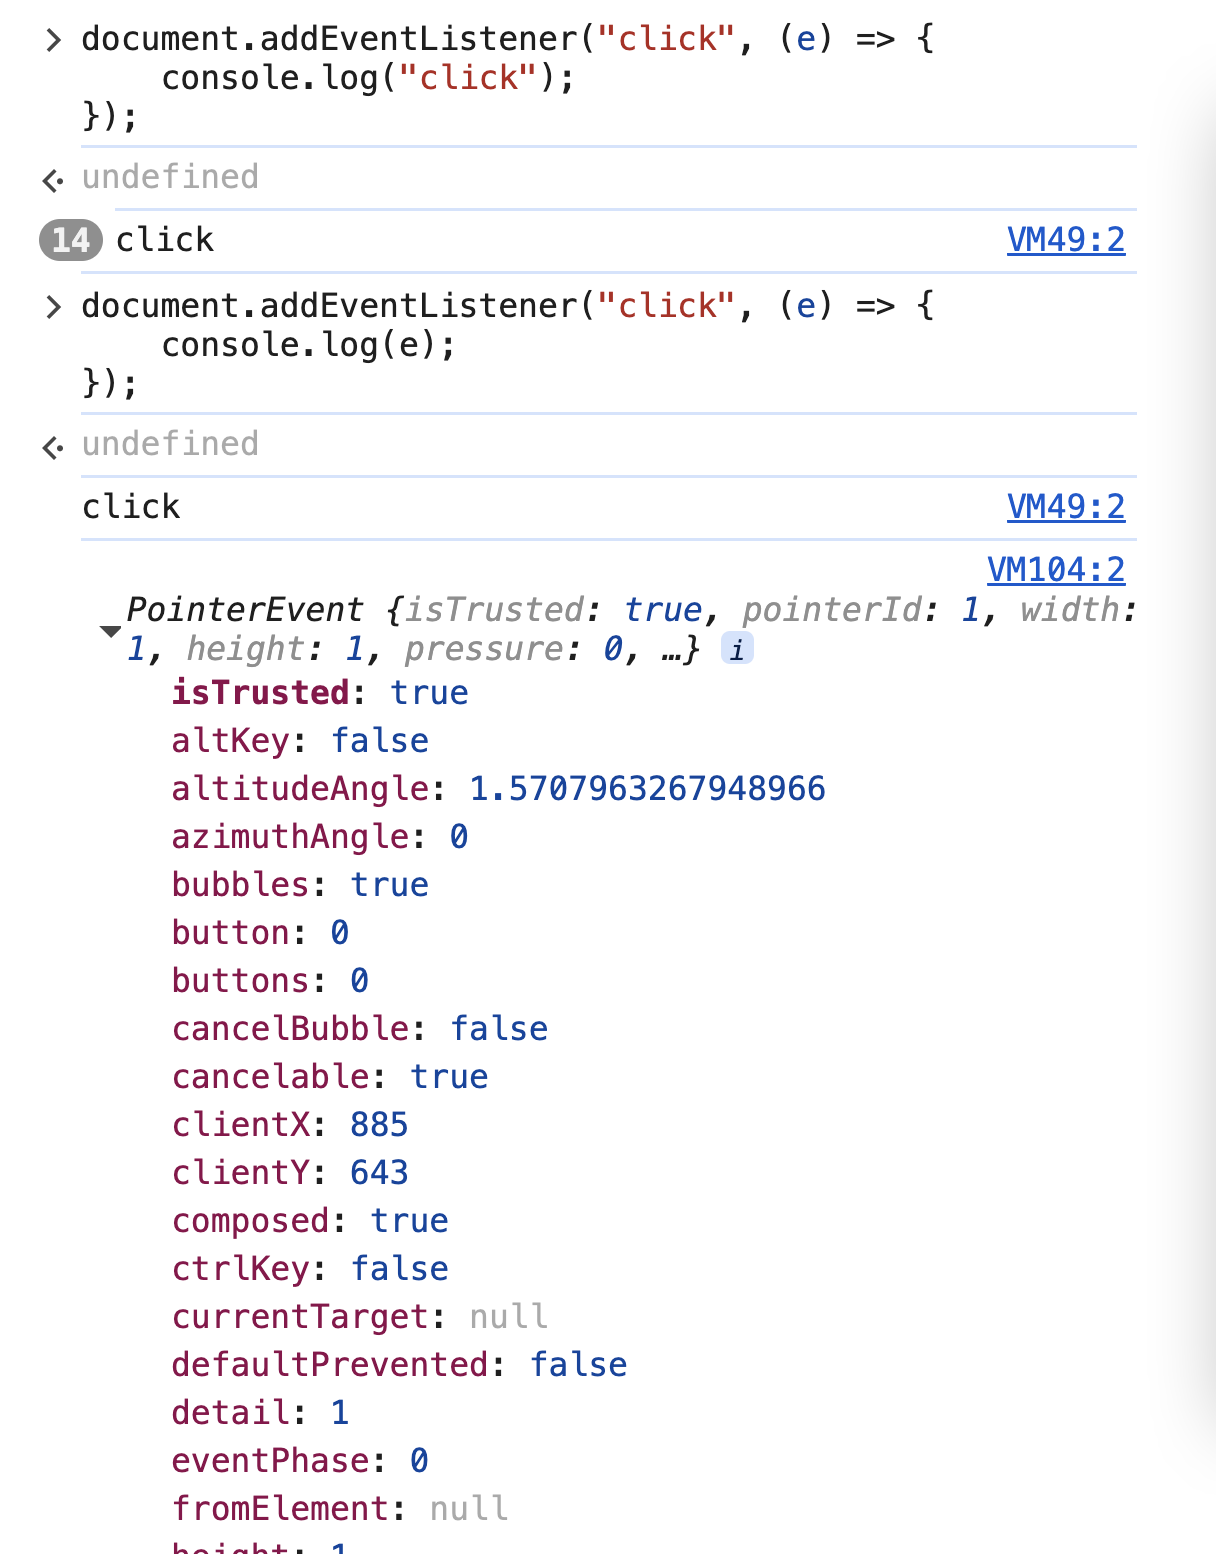 document.addEventListener("click", (e) => {
    console.log("click");
});
undefined
14 click VM49:2
document.addEventListener("click", (e) => {
    console.log(e);
});
undefined
click VM49:2
VM104:2
PointerEvent {isTrusted: true, pointerId: 1, width:
1, height: 1, pressure: 0, …} i
isTrusted: true
altKey: false
altitudeAngle: 1.5707963267948966
azimuthAngle: 0
bubbles: true
button: 0
buttons: 0
cancelBubble: false
cancelable: true
clientX: 885
clientY: 643
composed: true
ctrlKey: false
currentTarget: null
defaultPrevented: false
detail: 1
eventPhase: 0
fromElement: null
height: 1